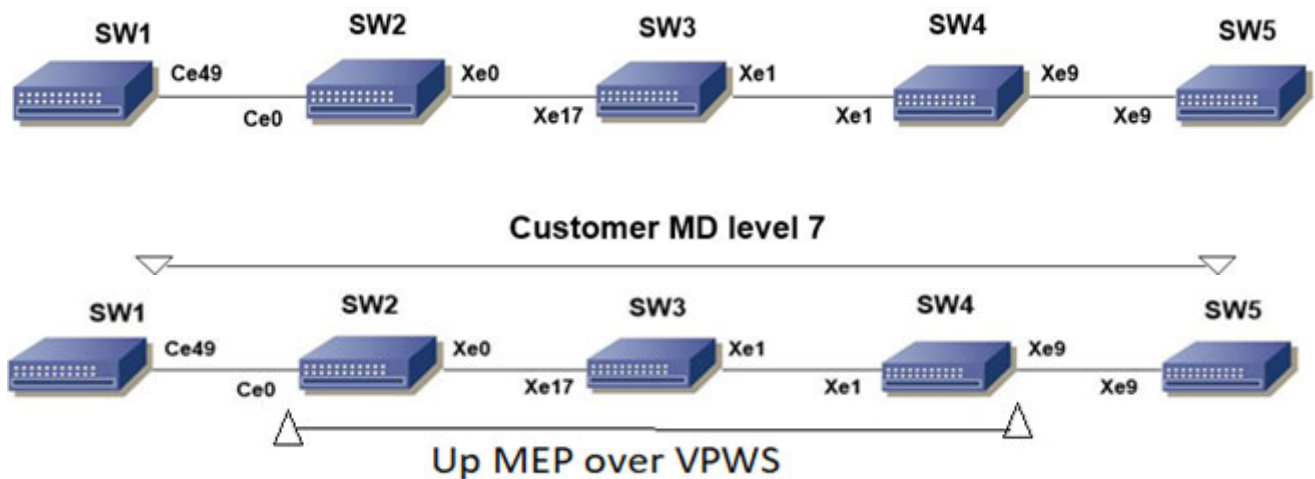 SW1 SW2 SW3 SW4 SW5
Ce49 Xe0 Xe1 Xe9
Ce0 Xe17 Xe1 Xe9
Customer MD level 7
SW1 SW2 SW3 SW4 SW5
Ce49 Xe0 Xe1 Xe9
Ce0 Xe17 Xe1 Xe9
Up MEP over VPWS